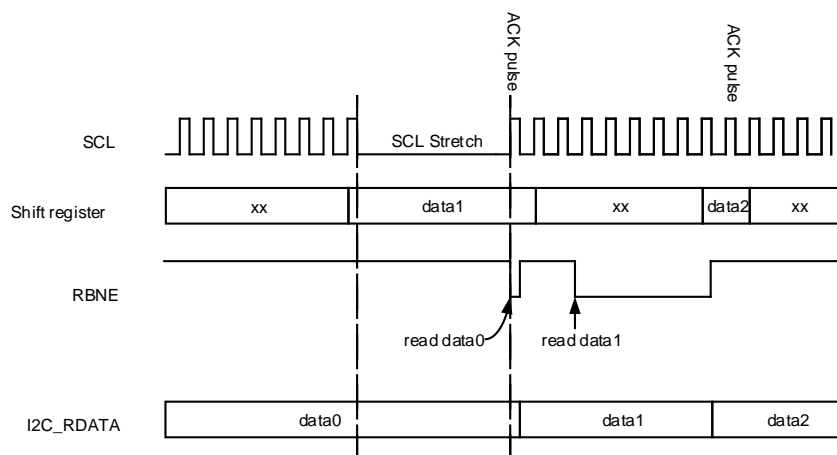 ACK pulse
ACK pulse
SCL
SCL Stretch
Shift register
xx
data1
xx
data2
xx
RBNE
read data0
read data1
I2C_RDATA
data0
data1
data2